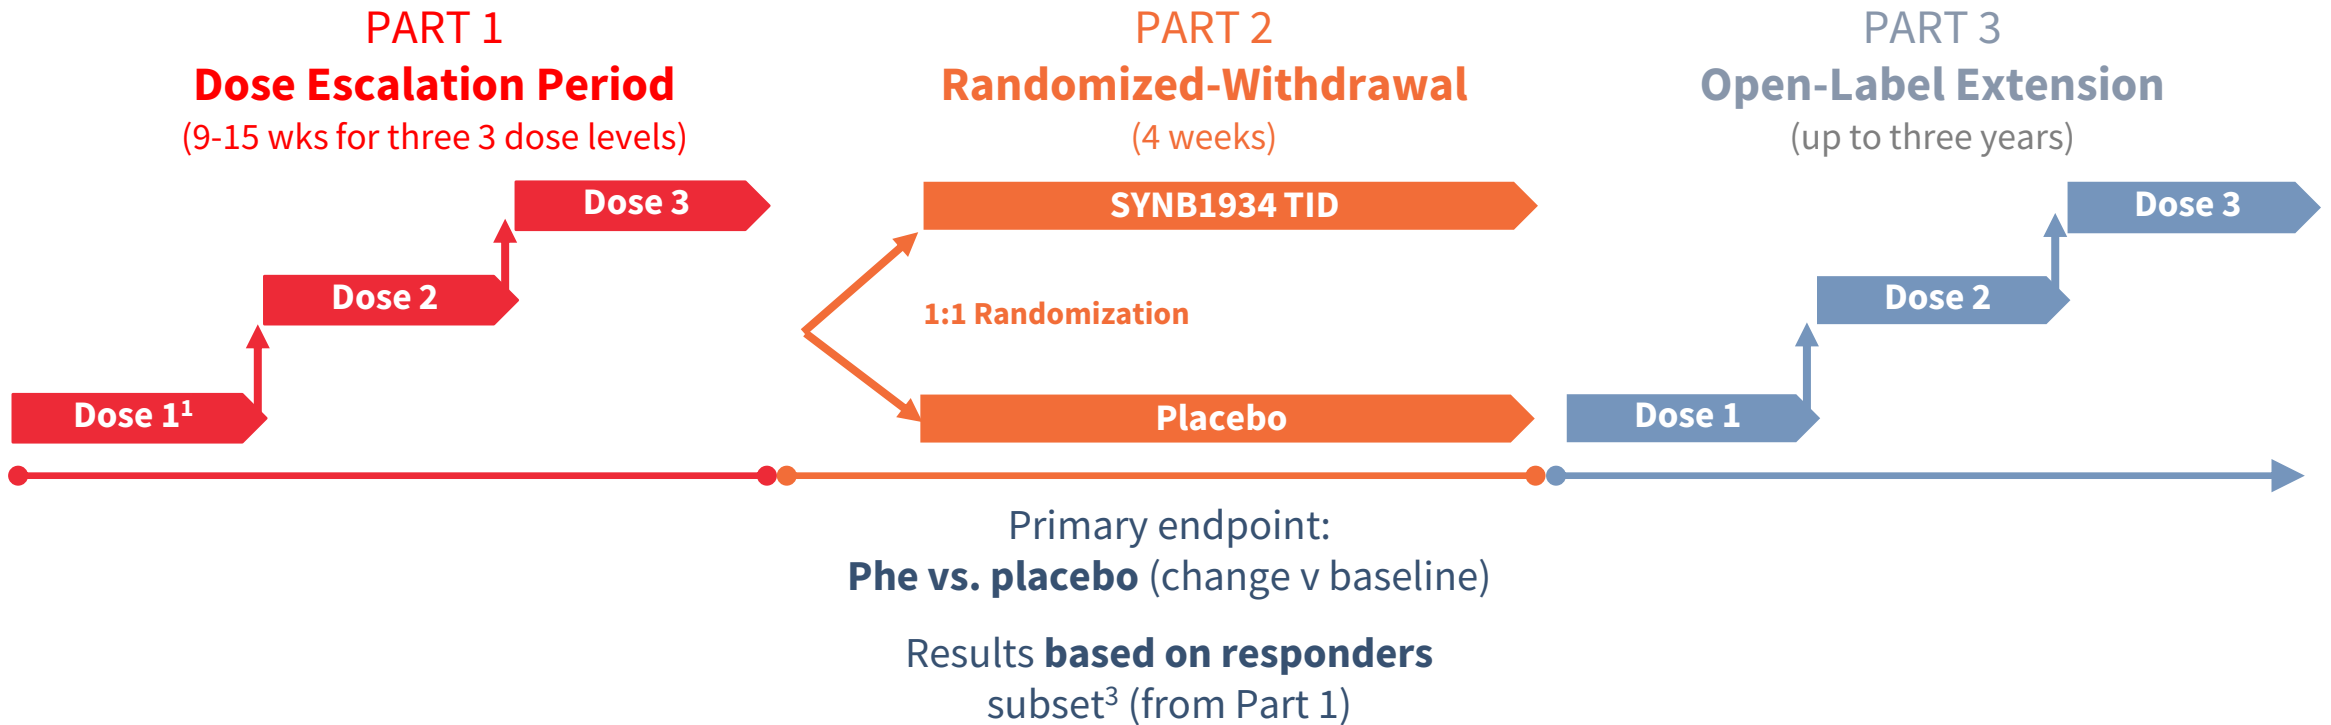 PART 1
Dose Escalation Period
(9-15 wks for three 3 dose levels)
Dose 1¹
Dose 2
Dose 3
PART 2
Randomized-Withdrawal
(4 weeks)
SYNB1934 TID
1:1 Randomization
Placebo
Primary endpoint:
Phe vs. placebo (change v baseline)
Results based on responders
subset³ (from Part 1)
PART 3
Open-Label Extension
(up to three years)
Dose 1
Dose 2
Dose 3